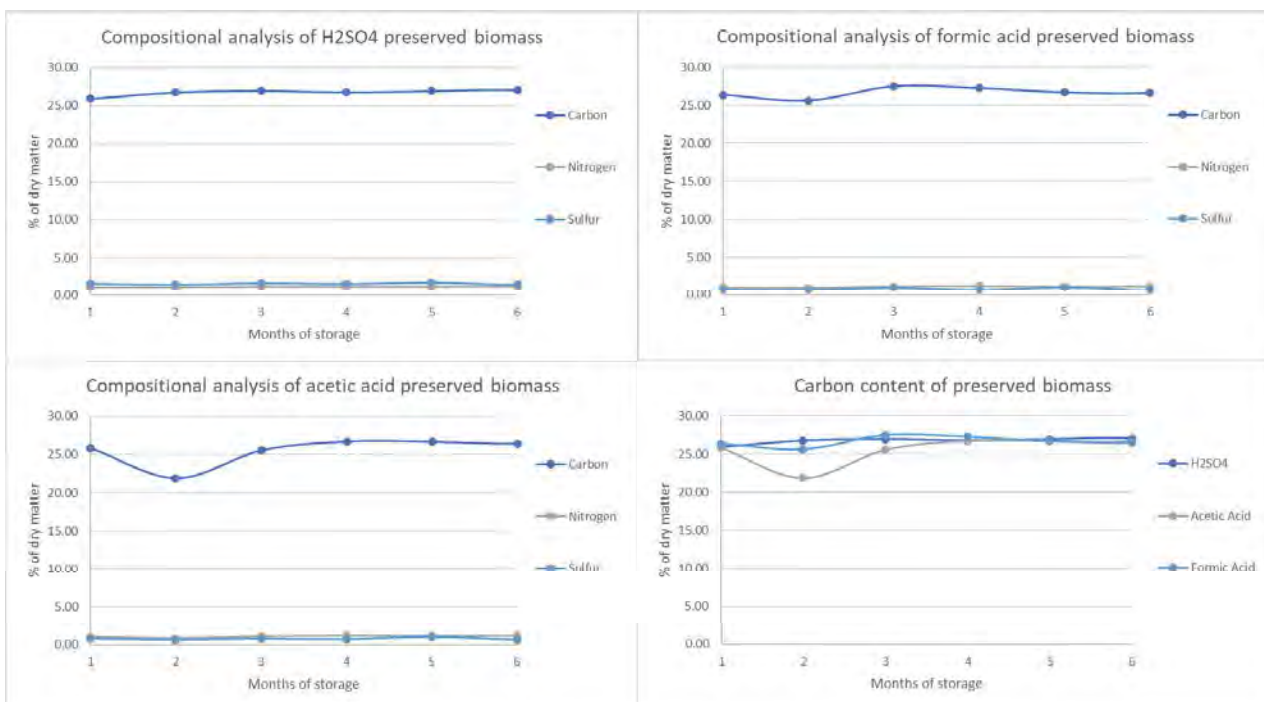 Compositional analysis of H2SO4 preserved biomass
30.00
25.00
20.00
15.00
10.00
5.00
0.00
% of dry matter
1 2 3 4 5 6
Months of storage
Carbon
Nitrogen
Sulfur
Compositional analysis of formic acid preserved biomass
30.00
25.00
20.00
15.00
10.00
5.00
0.00
% of dry matter
1 2 3 4 5 6
Months of storage
Carbon
Nitrogen
Sulfur
Compositional analysis of acetic acid preserved biomass
30.00
25.00
20.00
15.00
10.00
5.00
0.00
% of dry matter
1 2 3 4 5 6
Months of storage
Carbon
Nitrogen
Sulfur
Carbon content of preserved biomass
30.00
25.00
20.00
15.00
10.00
5.00
0.00
% of dry matter
1 2 3 4 5 6
Months of storage
H2SO4
Acetic Acid
Formic Acid